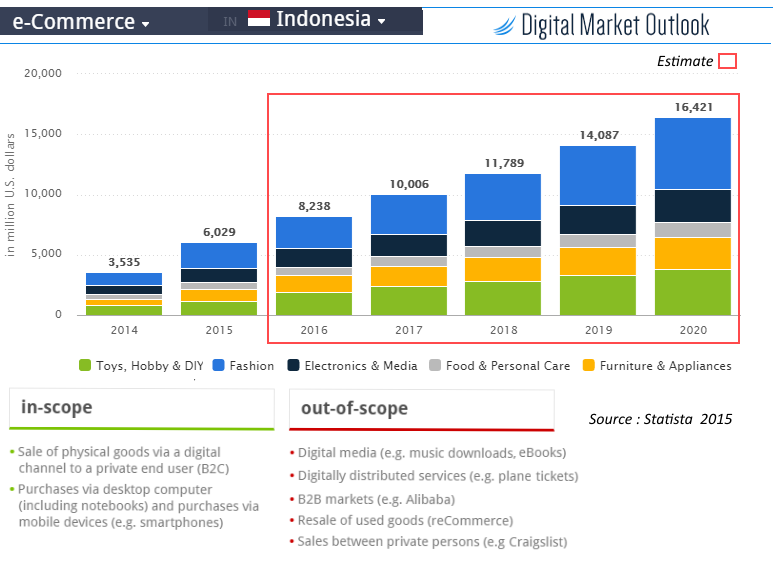 e-Commerce
IN Indonesia
Digital Market Outlook
Estimate
in million U.S. dollars
20,000
15,000
10,000
5,000
0
3,535
6,029
8,238
10,006
11,789
14,087
16,421
2014 2015 2016 2017 2018 2019 2020
Toys, Hobby & DIY Fashion Electronics & Media Food & Personal Care Furniture & Appliances
in-scope
• Sale of physical goods via a digital
channel to a private end user (B2C)
• Purchases via desktop computer
(including notebooks) and purchases via
mobile devices (e.g. smartphones)
out-of-scope
• Digital media (e.g. music downloads, eBooks)
• Digitally distributed services (e.g. plane tickets)
• B2B markets (e.g. Alibaba)
• Resale of used goods (reCommerce)
• Sales between private persons (e.g Craigslist)
Source : Statista 2015